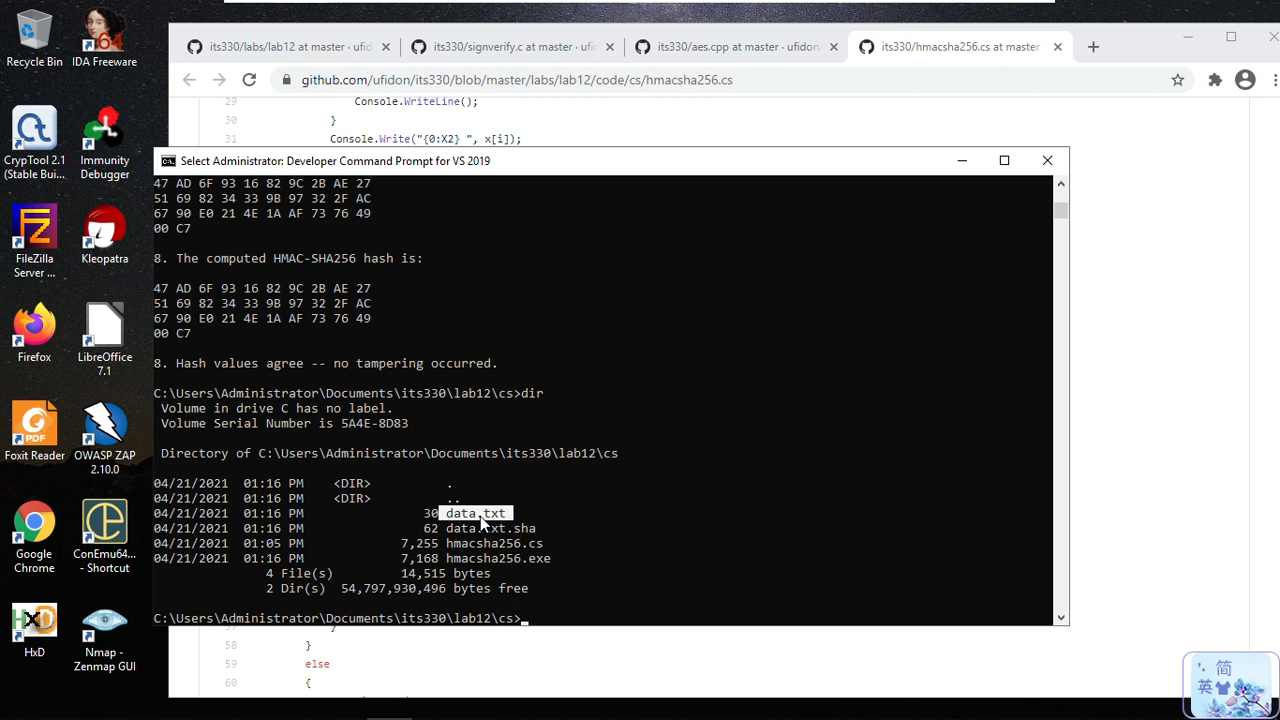 Recycle Bin
IDA Freeware
64
CrypTool 2.1
(Stable Bui...
Immunity
Debugger
FileZilla
Server ...
Kleopatra
Firefox
LibreOffice
7.1
PDF
Foxit Reader
OWASP ZAP
2.10.0
Google
Chrome
ConEmu64...
- Shortcut
HxD
HxD
Nmap -
Zenmap GUI
its330/labs/lab12 at master · ufid
its330/signverify.c at master · ufi
its330/aes.cpp at master · ufidon
its330/hmacsha256.cs at master
github.com/ufidon/its330/blob/master/labs/lab12/code/cs/hmacsha256.cs
29 Console.WriteLine();
30 }
31 Console.Write("{0:X2} ", x[i]);
Select Administrator: Developer Command Prompt for VS 2019
47 AD 6F 93 16 82 9C 2B AE 27
51 69 82 34 33 9B 97 32 2F AC
67 90 E0 21 4E 1A AF 73 76 49
00 C7
8. The computed HMAC-SHA256 hash is:
47 AD 6F 93 16 82 9C 2B AE 27
51 69 82 34 33 9B 97 32 2F AC
67 90 E0 21 4E 1A AF 73 76 49
00 C7
8. Hash values agree -- no tampering occurred.
C:\Users\Administrator\Documents\its330\lab12\cs>dir
Volume in drive C has no label.
Volume Serial Number is 5A4E-8D83
Directory of C:\Users\Administrator\Documents\its330\lab12\cs
04/21/2021 01:16 PM <DIR> .
04/21/2021 01:16 PM <DIR> ..
04/21/2021 01:16 PM 30 data.txt
04/21/2021 01:16 PM 62 data.txt.sha
04/21/2021 01:05 PM 7,255 hmacsha256.cs
04/21/2021 01:16 PM 7,168 hmacsha256.exe
4 File(s) 14,515 bytes
2 Dir(s) 54,797,930,496 bytes free
C:\Users\Administrator\Documents\its330\lab12\cs>
58 }
59 else
60 {
简
英